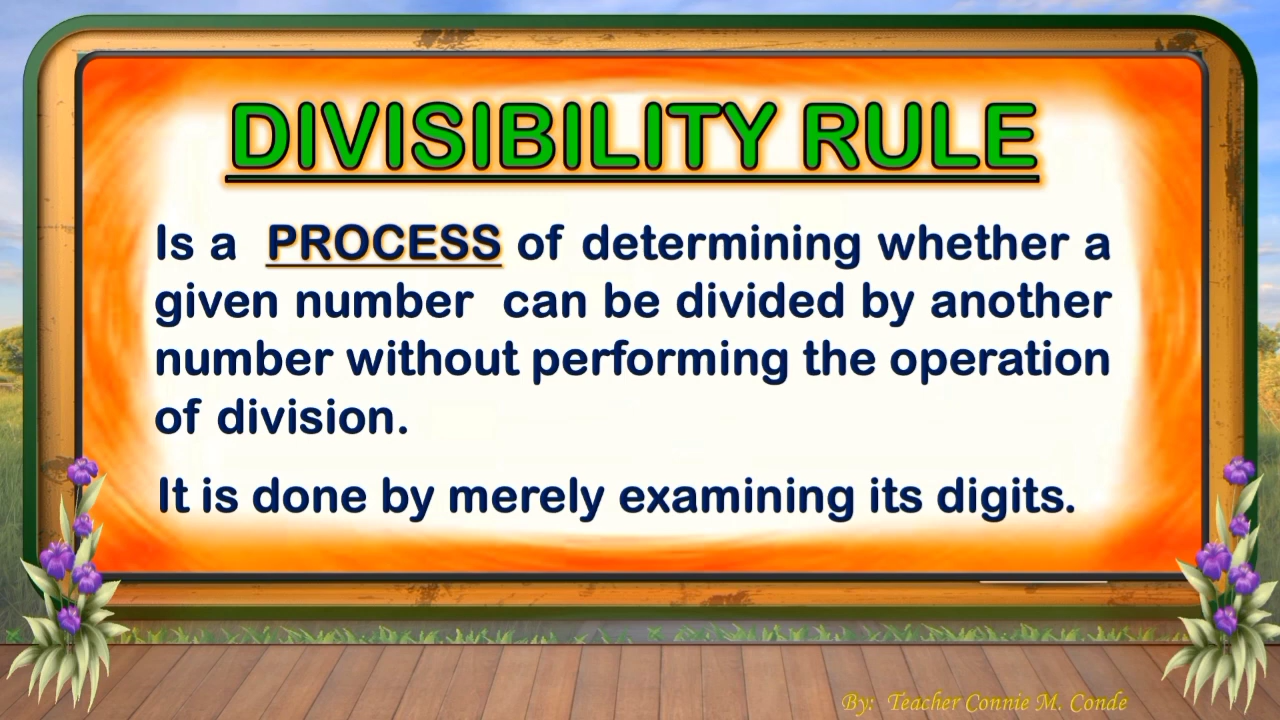 DIVISIBILITY RULE
Is a PROCESS of determining whether a
given number can be divided by another
number without performing the operation
of division.
It is done by merely examining its digits.
By: Teacher Connie M. Conde